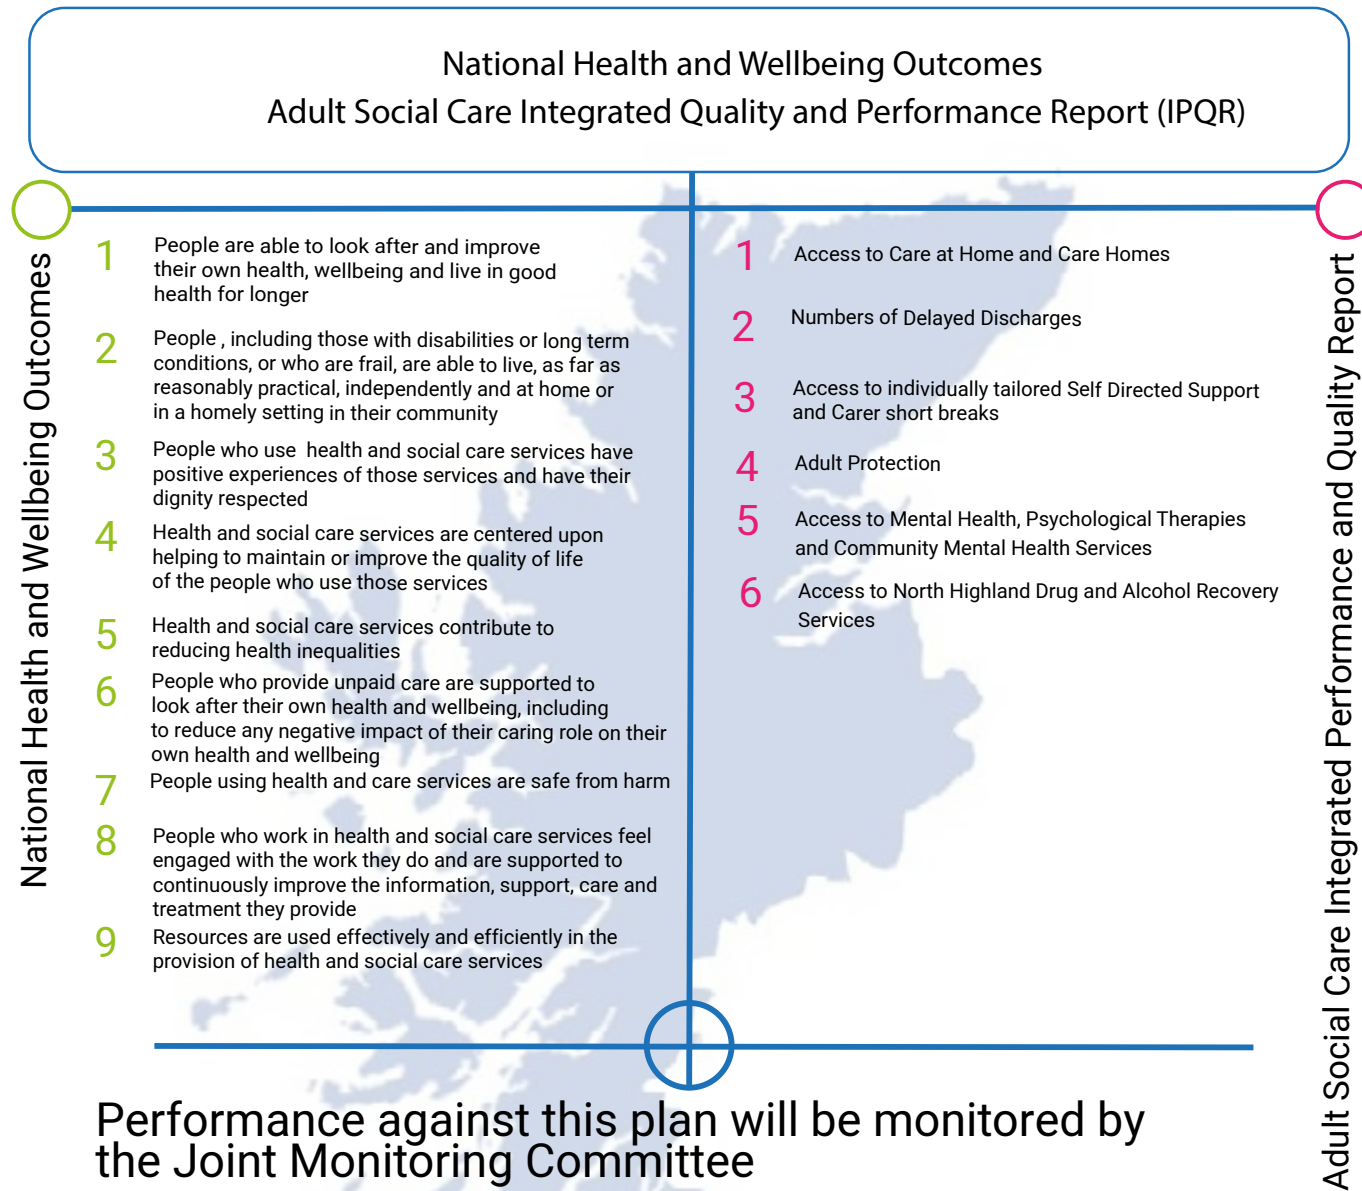 National Health and Wellbeing Outcomes
Adult Social Care Integrated Quality and Performance Report (IPQR)
National Health and Wellbeing Outcomes
1
People are able to look after and improve
their own health, wellbeing and live in good
health for longer
2
People , including those with disabilities or long term
conditions, or who are frail, are able to live, as far as
reasonably practical, independently and at home or
in a homely setting in their community
3
People who use health and social care services have
positive experiences of those services and have their
dignity respected
4
Health and social care services are centered upon
helping to maintain or improve the quality of life
of the people who use those services
5
Health and social care services contribute to
reducing health inequalities
6
People who provide unpaid care are supported to
look after their own health and wellbeing, including
to reduce any negative impact of their caring role on their
own health and wellbeing
7
People using health and care services are safe from harm
8
People who work in health and social care services feel
engaged with the work they do and are supported to
continuously improve the information, support, care and
treatment they provide
9
Resources are used effectively and efficiently in the
provision of health and social care services
1
Access to Care at Home and Care Homes
2
Numbers of Delayed Discharges
3
Access to individually tailored Self Directed Support
and Carer short breaks
4
Adult Protection
5
Access to Mental Health, Psychological Therapies
and Community Mental Health Services
6
Access to North Highland Drug and Alcohol Recovery
Services
Adult Social Care Integrated Performance and Quality Report
Performance against this plan will be monitored by
the Joint Monitoring Committee